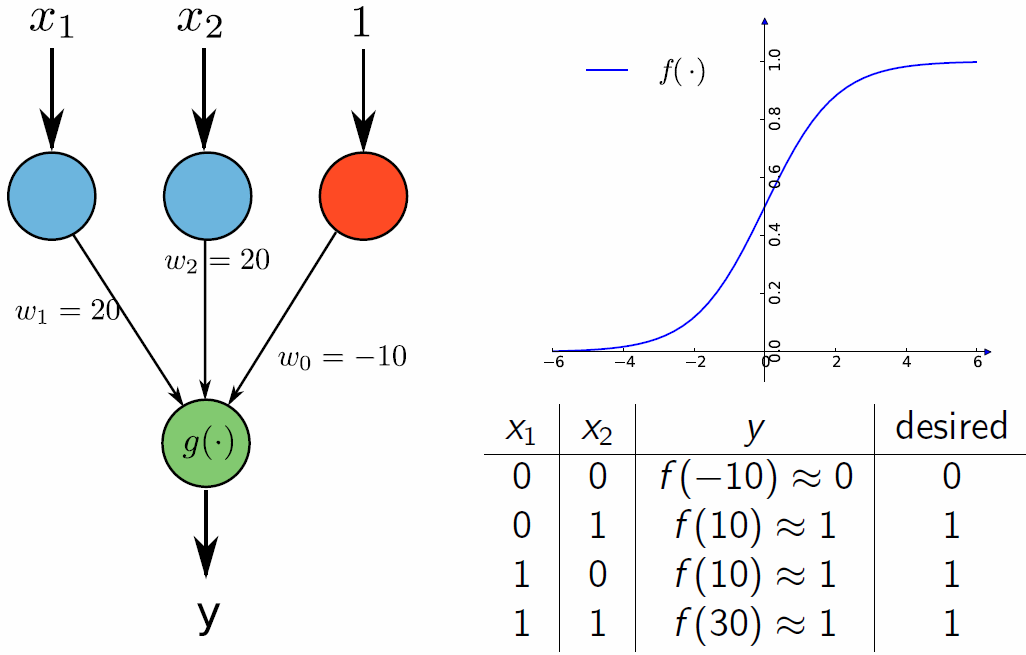 x₁ x₂ 1
w₂ = 20
w₁ = 20
w₀ = −10
g(·)
y
f(·)
1.0
0.8
0.6
0.4
0.2
0.0
−6 −4 −2 0 2 4 6
x₁ x₂ y desired
0 0 f(−10) ≈ 0 0
0 1 f(10) ≈ 1 1
1 0 f(10) ≈ 1 1
1 1 f(30) ≈ 1 1